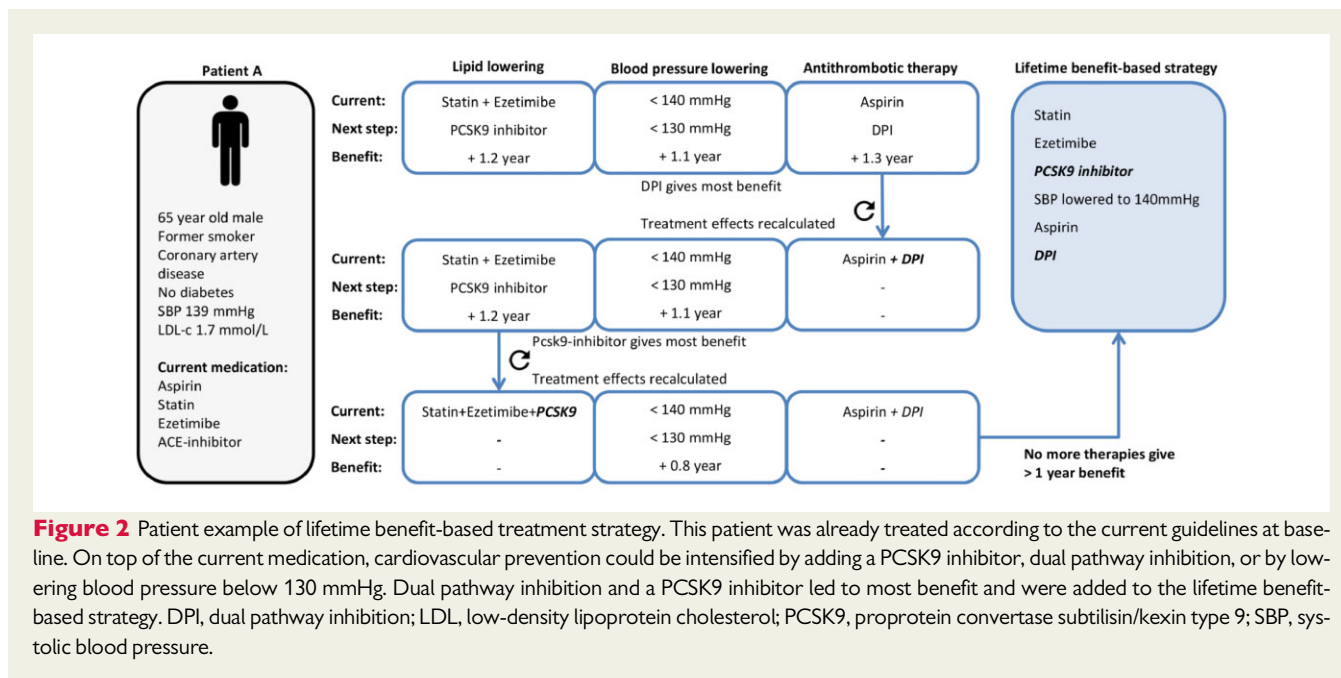 Patient A
65 year old male
Former smoker
Coronary artery
disease
No diabetes
SBP 139 mmHg
LDL-c 1.7 mmol/L
Current medication:
Aspirin
Statin
Ezetimibe
ACE-inhibitor
Lipid lowering Blood pressure lowering Antithrombotic therapy
Current: Statin + Ezetimibe < 140 mmHg Aspirin
Next step: PCSK9 inhibitor < 130 mmHg DPI
Benefit: + 1.2 year + 1.1 year + 1.3 year
DPI gives most benefit
Treatment effects recalculated
Current: Statin + Ezetimibe < 140 mmHg Aspirin + DPI
Next step: PCSK9 inhibitor < 130 mmHg -
Benefit: + 1.2 year + 1.1 year -
Pcsk9-inhibitor gives most benefit
Treatment effects recalculated
Current: Statin+Ezetimibe+PCSK9 < 140 mmHg Aspirin + DPI
Next step: - < 130 mmHg -
Benefit: - + 0.8 year -
No more therapies give
> 1 year benefit
Lifetime benefit-based strategy
Statin
Ezetimibe
PCSK9 inhibitor
SBP lowered to 140mmHg
Aspirin
DPI
Figure 2 Patient example of lifetime benefit-based treatment strategy. This patient was already treated according to the current guidelines at base-
line. On top of the current medication, cardiovascular prevention could be intensified by adding a PCSK9 inhibitor, dual pathway inhibition, or by low-
ering blood pressure below 130 mmHg. Dual pathway inhibition and a PCSK9 inhibitor led to most benefit and were added to the lifetime benefit-
based strategy. DPI, dual pathway inhibition; LDL, low-density lipoprotein cholesterol; PCSK9, proprotein convertase subtilisin/kexin type 9; SBP, sys-
tolic blood pressure.